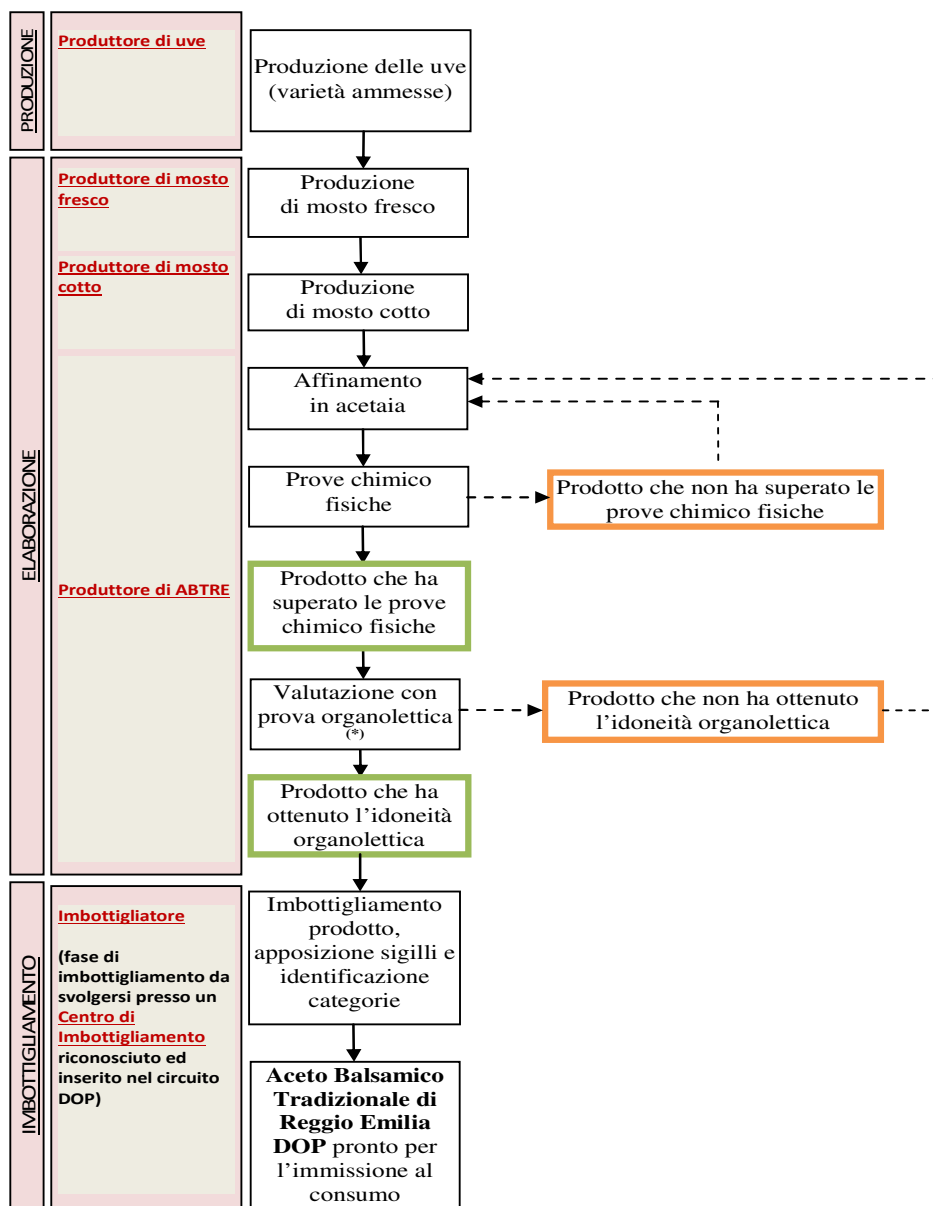 PRODUZIONE
Produttore di uve
Produzione delle uve
(varietà ammesse)
ELABORAZIONE
Produttore di mosto
fresco
Produzione
di mosto fresco
Produttore di mosto
cotto
Produzione
di mosto cotto
Affinamento
in acetaia
Prove chimico
fisiche
Prodotto che non ha superato le
prove chimico fisiche
Produttore di ABTRE
Prodotto che ha
superato le prove
chimico fisiche
Valutazione con
prova organolettica
(*)
Prodotto che non ha ottenuto
l'idoneità organolettica
Prodotto che ha
ottenuto l'idoneità
organolettica
IMBOTTIGLIAMENTO
Imbottigliatore
(fase di
imbottigliamento da
svolgersi presso un
Centro di
Imbottigliamento
riconosciuto ed
inserito nel circuito
DOP)
Imbottigliamento
prodotto,
apposizione sigilli e
identificazione
categorie
Aceto Balsamico
Tradizionale di
Reggio Emilia
DOP pronto per
l'immissione al
consumo